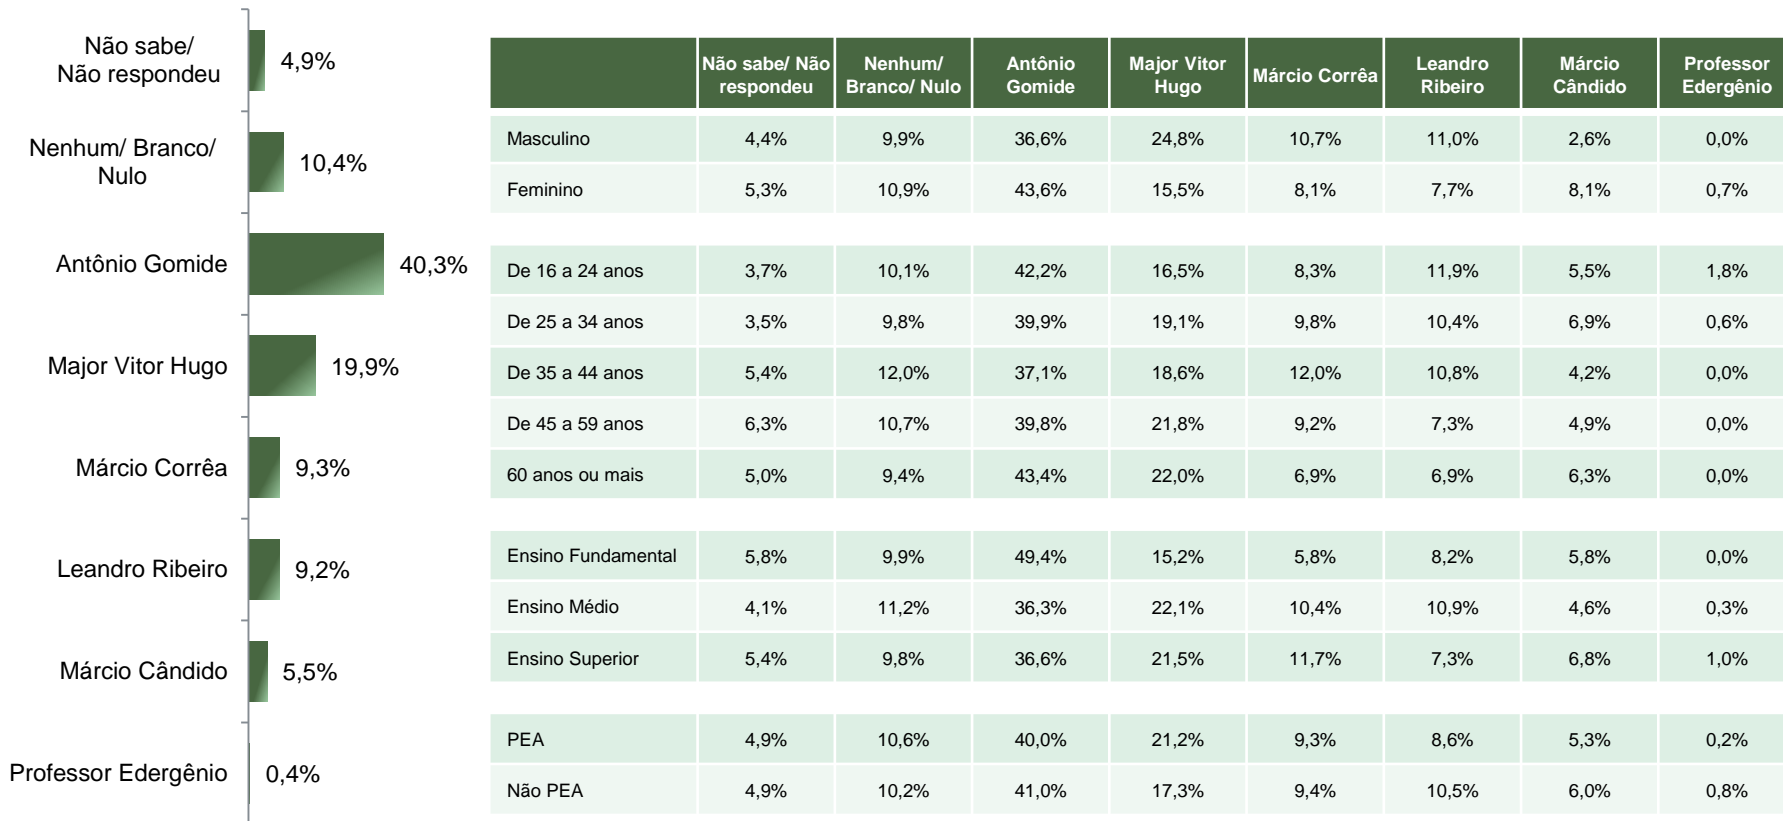 Não sabe/
Não respondeu
4,9%
Nenhum/ Branco/
Nulo
10,4%
Antônio Gomide
40,3%
Major Vitor Hugo
19,9%
Márcio Corrêa
9,3%
Leandro Ribeiro
9,2%
Márcio Cândido
5,5%
Professor Edergênio
0,4%
Não sabe/ Não respondeu Nenhum/ Branco/ Nulo Antônio Gomide Major Vitor Hugo Márcio Corrêa Leandro Ribeiro Márcio Cândido Professor Edergênio
Masculino 4,4% 9,9% 36,6% 24,8% 10,7% 11,0% 2,6% 0,0%
Feminino 5,3% 10,9% 43,6% 15,5% 8,1% 7,7% 8,1% 0,7%
De 16 a 24 anos 3,7% 10,1% 42,2% 16,5% 8,3% 11,9% 5,5% 1,8%
De 25 a 34 anos 3,5% 9,8% 39,9% 19,1% 9,8% 10,4% 6,9% 0,6%
De 35 a 44 anos 5,4% 12,0% 37,1% 18,6% 12,0% 10,8% 4,2% 0,0%
De 45 a 59 anos 6,3% 10,7% 39,8% 21,8% 9,2% 7,3% 4,9% 0,0%
60 anos ou mais 5,0% 9,4% 43,4% 22,0% 6,9% 6,9% 6,3% 0,0%
Ensino Fundamental 5,8% 9,9% 49,4% 15,2% 5,8% 8,2% 5,8% 0,0%
Ensino Médio 4,1% 11,2% 36,3% 22,1% 10,4% 10,9% 4,6% 0,3%
Ensino Superior 5,4% 9,8% 36,6% 21,5% 11,7% 7,3% 6,8% 1,0%
PEA 4,9% 10,6% 40,0% 21,2% 9,3% 8,6% 5,3% 0,2%
Não PEA 4,9% 10,2% 41,0% 17,3% 9,4% 10,5% 6,0% 0,8%